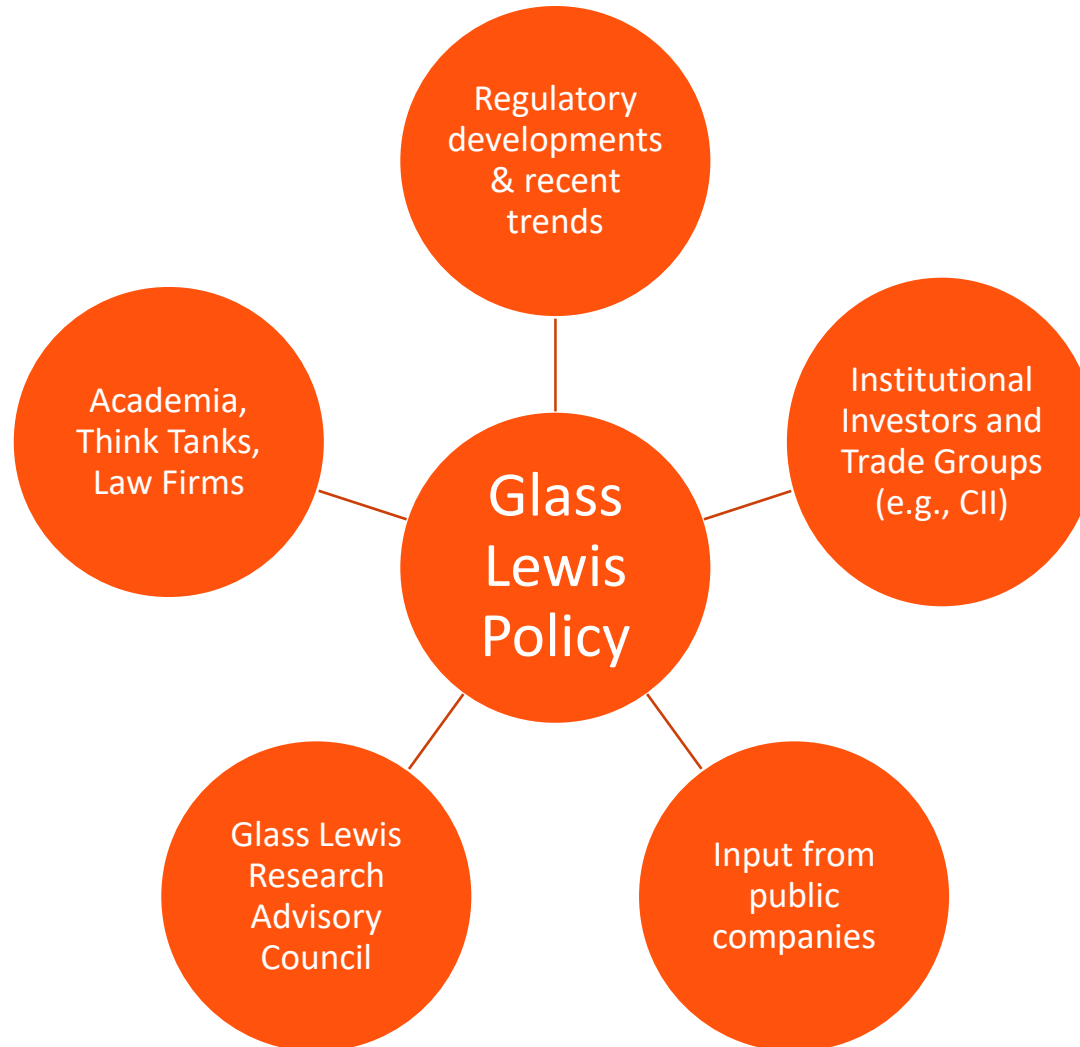 Regulatory
developments
& recent
trends
Institutional
Investors and
Trade Groups
(e.g., CII)
Academia,
Think Tanks,
Law Firms
Glass
Lewis
Policy
Glass Lewis
Research
Advisory
Council
Input from
public
companies